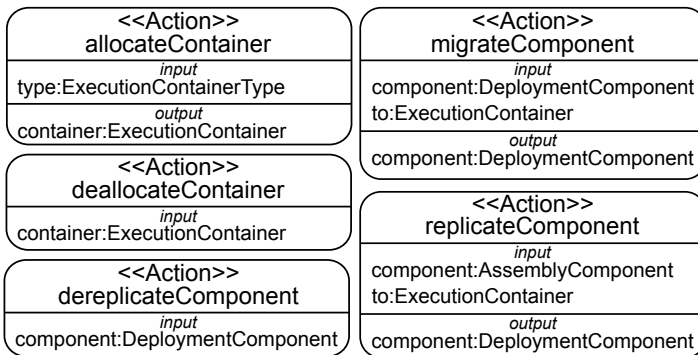 <<Action>>
allocateContainer
input
type:ExecutionContainerType
output
container:ExecutionContainer
<<Action>>
deallocateContainer
input
container:ExecutionContainer
<<Action>>
dereplicateComponent
input
component:DeploymentComponent
<<Action>>
migrateComponent
input
component:DeploymentComponent
to:ExecutionContainer
output
component:DeploymentComponent
<<Action>>
replicateComponent
input
component:AssemblyComponent
to:ExecutionContainer
output
component:DeploymentComponent